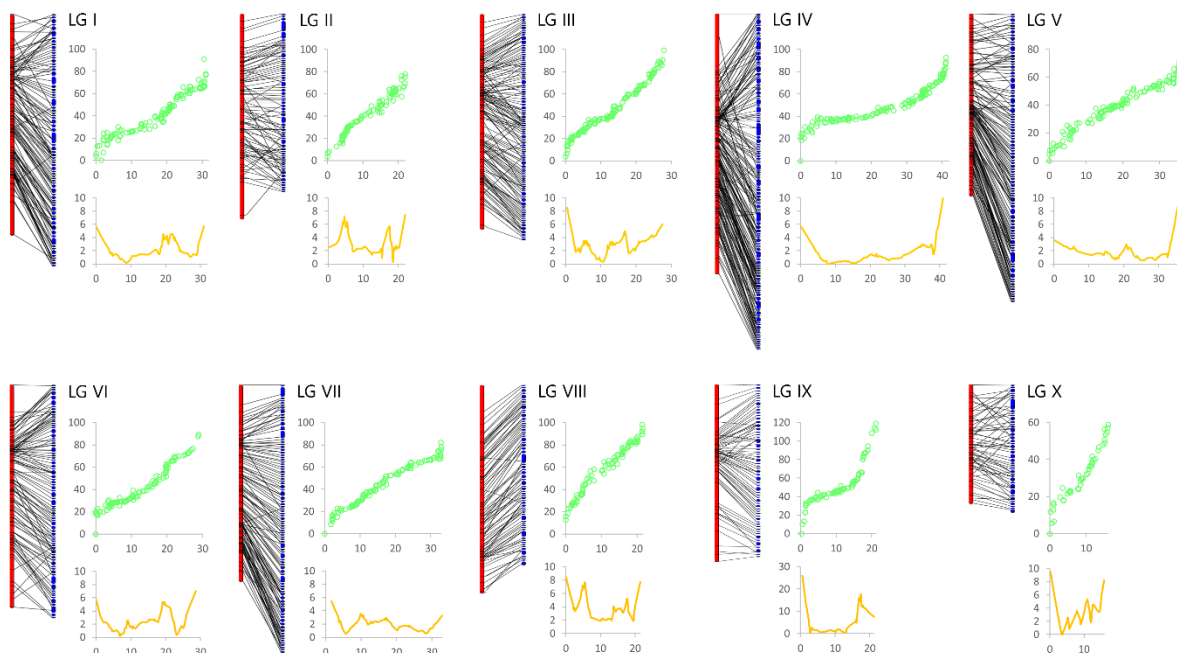 LG I LG II LG III LG IV LG V
100 100 100 100 80
80 80 80 80 60
60 60 60 60 40
40 40 40 40 20
20 20 20 20 0
0 0 0 0
0 10 20 30 0 10 20 0 10 20 30 0 10 20 30 40 0 10 20 30
10 10 10 10 10
8 8 8 8 8
6 6 6 6 6
4 4 4 4 4
2 2 2 2 2
0 0 0 0 0
0 10 20 30 0 10 20 0 10 20 30 0 10 20 30 40 0 10 20 30
LG VI LG VII LG VIII LG IX LG X
100 100 100 120 60
80 80 80 100 40
60 60 60 80 20
40 40 40 60 0
20 20 20 40
0 0 0 20
0
0 10 20 30 0 10 20 30 0 10 20 30 0 10 20 0 10
10 10 10 30 10
8 8 8 20 8
6 6 6 10 6
4 4 4 0 4
2 2 2 2
0 0 0 0
0 10 20 30 0 10 20 30 0 10 20 0 10 20 0 10